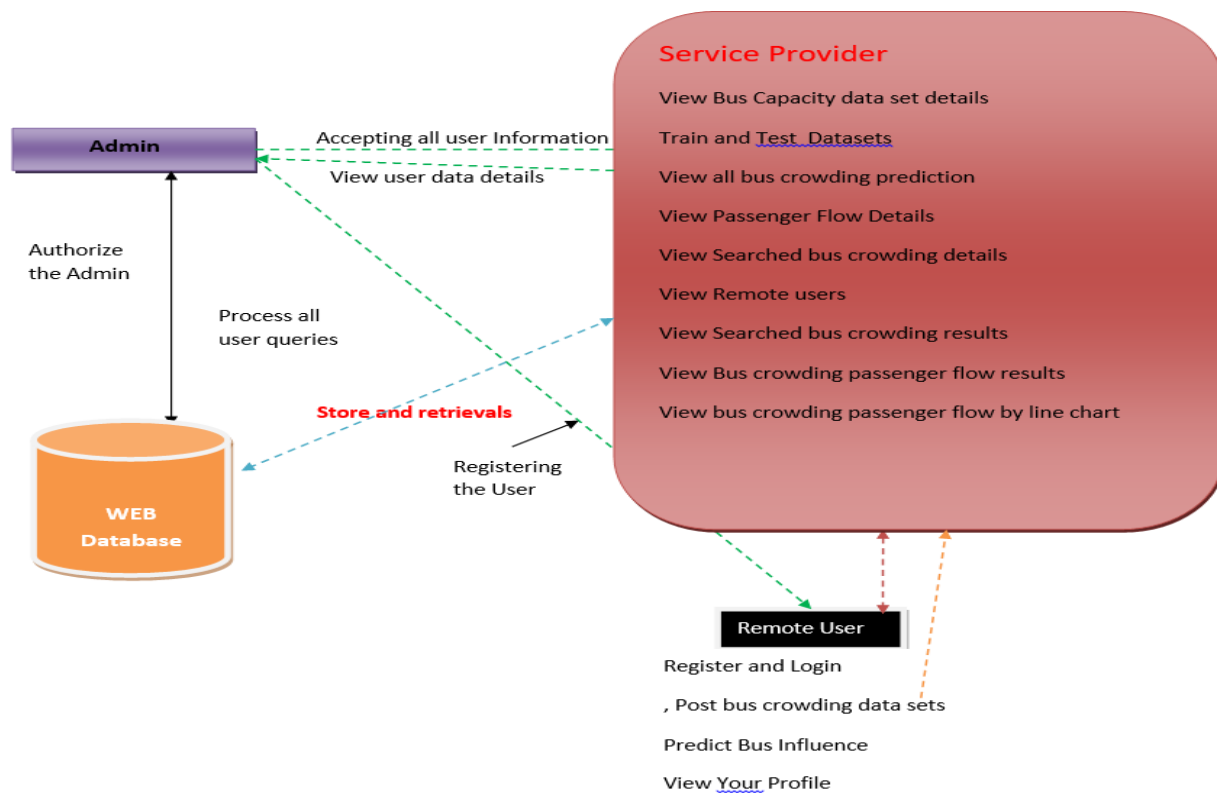 Service Provider
View Bus Capacity data set details
Train and Test Datasets
View all bus crowding prediction
View Passenger Flow Details
View Searched bus crowding details
View Remote users
View Searched bus crowding results
View Bus crowding passenger flow results
View bus crowding passenger flow by line chart
Admin
Accepting all user Information
View user data details
Authorize
the Admin
Process all
user queries
Store and retrievals
Registering
the User
WEB
Database
Remote User
Register and Login
, Post bus crowding data sets
Predict Bus Influence
View Your Profile